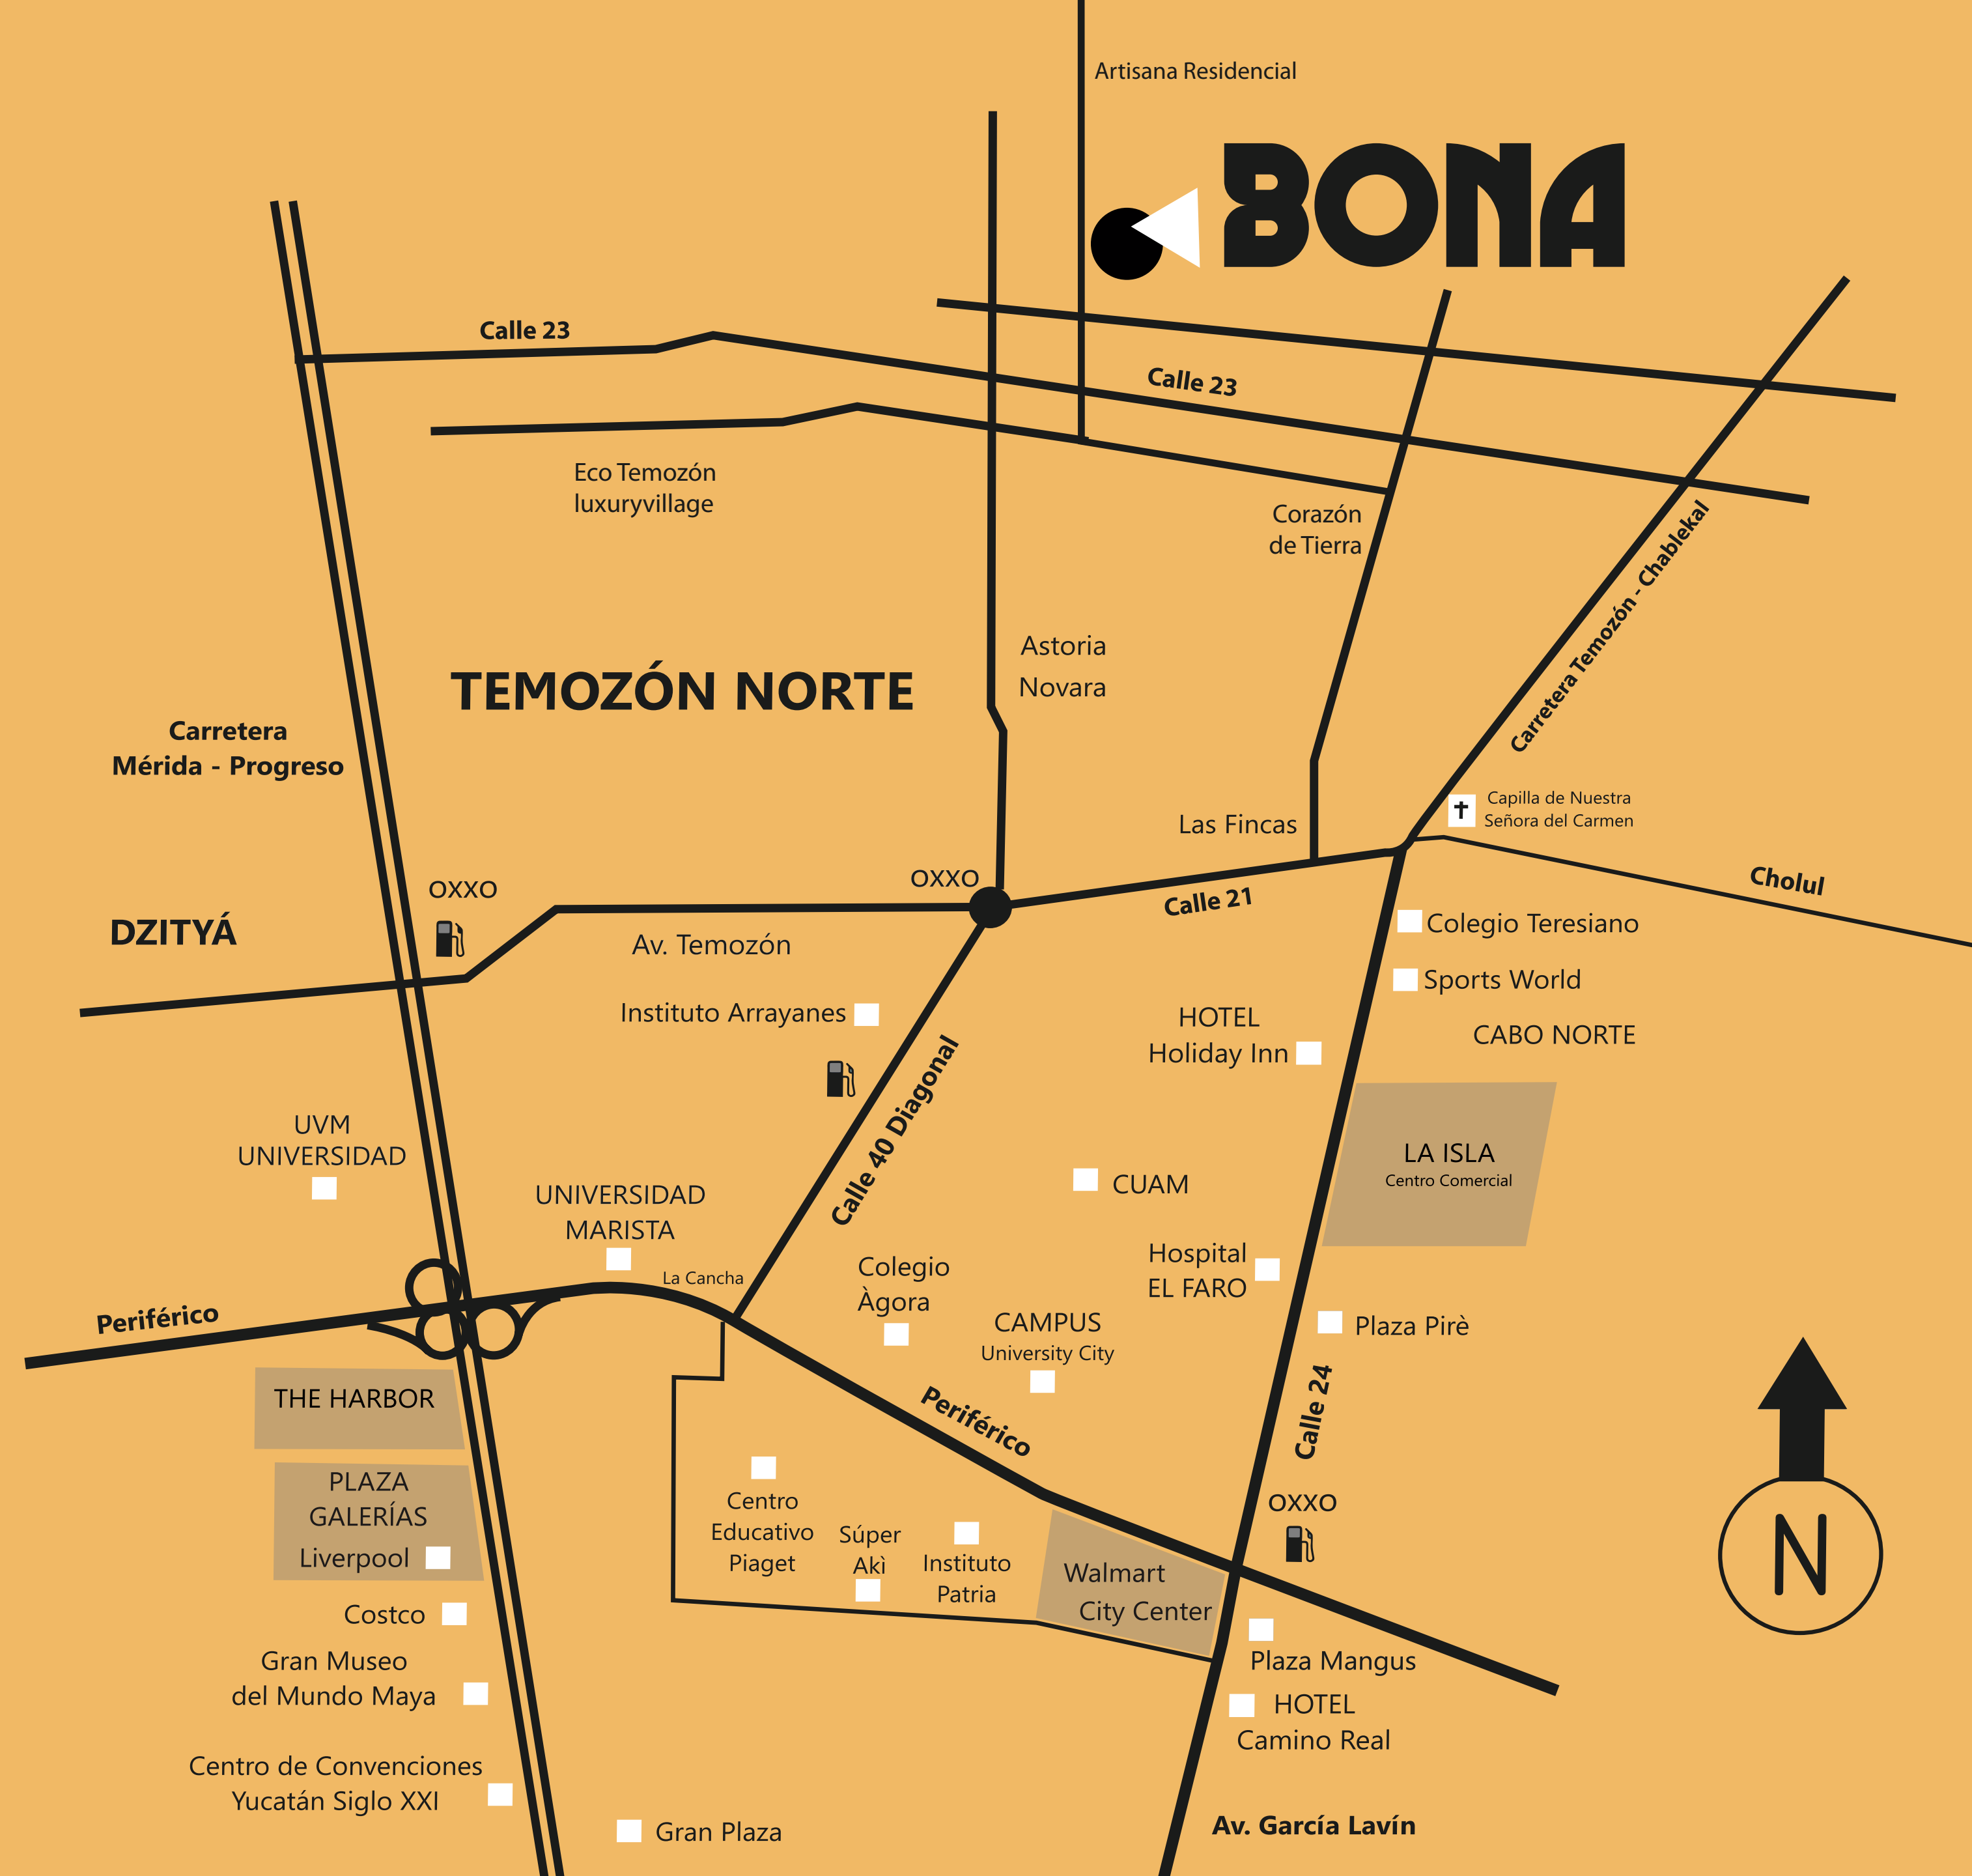 Artisana Residencial
BONA
Calle 23
Calle 23
Eco Temozón
luxuryvillage
Corazón
de Tierra
Carretera Temozón - Chablekal
Astoria
Novara
TEMOZÓN NORTE
Carretera
Mérida - Progreso
Capilla de Nuestra
Señora del Carmen
Las Fincas
OXXO
OXXO
Cholul
Calle 21
DZITYÁ
Av. Temozón
Colegio Teresiano
Sports World
Instituto Arrayanes
HOTEL
Holiday Inn
CABO NORTE
Calle 40 Diagonal
UVM
UNIVERSIDAD
LA ISLA
Centro Comercial
CUAM
UNIVERSIDAD
MARISTA
La Cancha
Colegio
Àgora
Hospital
EL FARO
Periférico
CAMPUS
University City
Plaza Pirè
THE HARBOR
Periférico
Calle 24
PLAZA
GALERÍAS
Liverpool
Centro
Educativo
Piaget
Súper
Akì
Instituto
Patria
OXXO
Walmart
City Center
N
Costco
Gran Museo
del Mundo Maya
Plaza Mangus
HOTEL
Camino Real
Centro de Convenciones
Yucatán Siglo XXI
Gran Plaza
Av. García Lavín